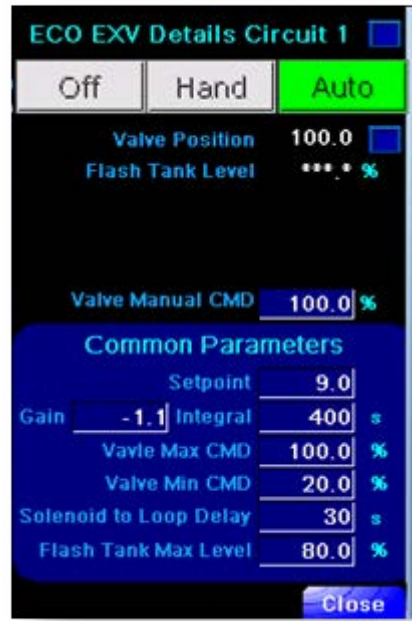 ECO EXV Details Circuit 1
Off Hand Auto
Valve Position 100.0
Flash Tank Level ***.* %
Valve Manual CMD 100.0 %
Common Parameters
Setpoint 9.0
Gain -1.1 Integral 400 s
Vavle Max CMD 100.0 %
Valve Min CMD 20.0 %
Solenoid to Loop Delay 30 s
Flash Tank Max Level 80.0 %
Close